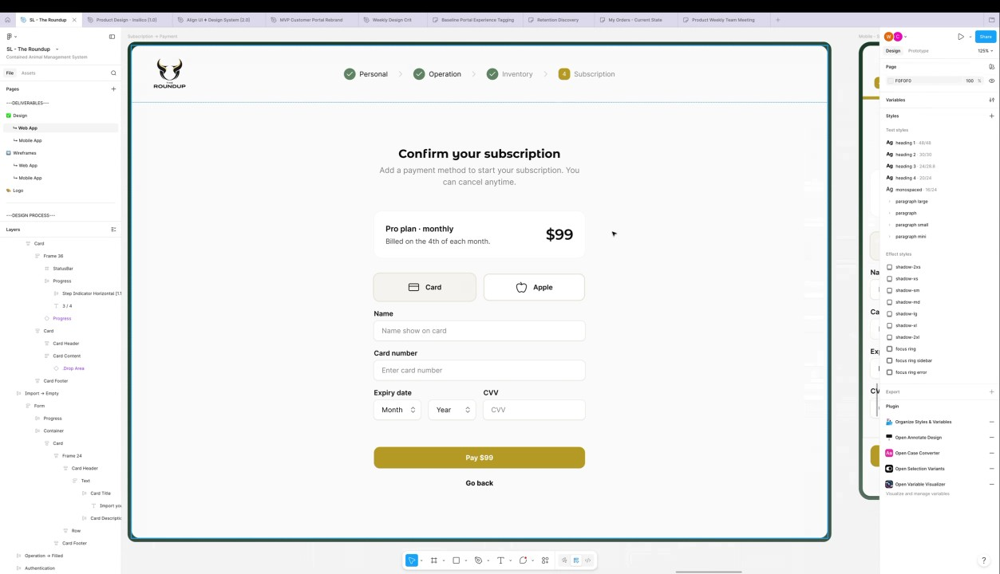 SL - The Roundup
Product Design - Insilico [1.0]
Align UI ✦ Design System [2.0]
MVP Customer Portal Rebrand
Weekly Design Crit
Baseline Portal Experience Tagging
Retention Discovery
My Orders - Current State
Product Weekly Team Meeting
SL - The Roundup
Contained Animal Management System
File
Assets
Pages
---DELIVERABLES---
Design
↳ Web App
↳ Mobile App
Wireframes
↳ Web App
↳ Mobile App
Logo
---DESIGN PROCESS---
Layers
Card
Frame 36
StatusBar
Progress
Step Indicator Horizontal [1.1
3 / 4
Progress
Card
Card Header
Card Content
.Drop Area
Card Footer
Import → Empty
Form
Progress
Container
Card
Frame 24
Card Header
Text
Card Title
Import you
Card Descriptio
Row
Card Footer
Operation → Filled
Authentication
Subscription → Payment
THE
ROUNDUP
Personal
Operation
Inventory
4 Subscription
Confirm your subscription
Add a payment method to start your subscription. You
can cancel anytime.
Pro plan · monthly
Billed on the 4th of each month.
$99
Card
Apple
Name
Name show on card
Card number
Enter card number
Expiry date
CVV
Month
Year
CVV
Pay $99
Go back
Na
Ca
Exp
CV
W
C
Share
Design
Prototype
125%
Page
F0F0F0
100
%
Variables
Styles
Text styles
Ag heading 1 · 48/48
Ag heading 2 · 30/30
Ag heading 3 · 24/28.8
Ag heading 4 · 20/24
Ag monospaced · 16/24
paragraph large
paragraph
paragraph small
paragraph mini
Effect styles
shadow-2xs
shadow-xs
shadow-sm
shadow-md
shadow-lg
shadow-xl
shadow-2xl
focus ring
focus ring sidebar
focus ring error
Export
Plugin
Organize Styles & Variables
Open Annotate Design
Aa Open Case Converter
Open Selection Variants
Open Variable Visualizer
Visualize and manage variables
?